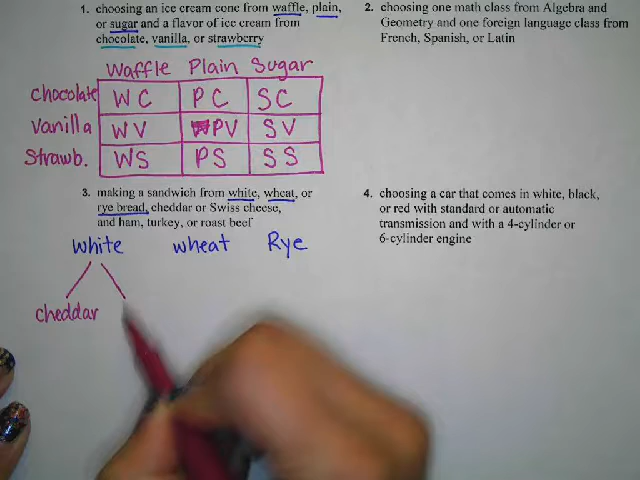 1. choosing an ice cream cone from waffle, plain,
or sugar and a flavor of ice cream from
chocolate, vanilla, or strawberry
Waffle Plain Sugar
chocolate WC PC SC
Vanilla WV PV SV
Strawb. WS PS SS
2. choosing one math class from Algebra and
Geometry and one foreign language class from
French, Spanish, or Latin
3. making a sandwich from white, wheat, or
rye bread, cheddar or Swiss cheese,
and ham, turkey, or roast beef
white wheat Rye
cheddar
4. choosing a car that comes in white, black,
or red with standard or automatic
transmission and with a 4-cylinder or
6-cylinder engine